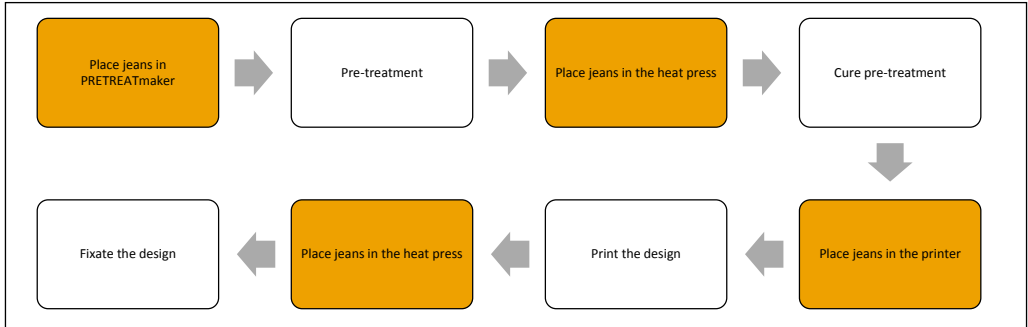 Place jeans in
PRETREATmaker
Pre-treatment
Place jeans in the heat press
Cure pre-treatment
Place jeans in the printer
Print the design
Place jeans in the heat press
Fixate the design